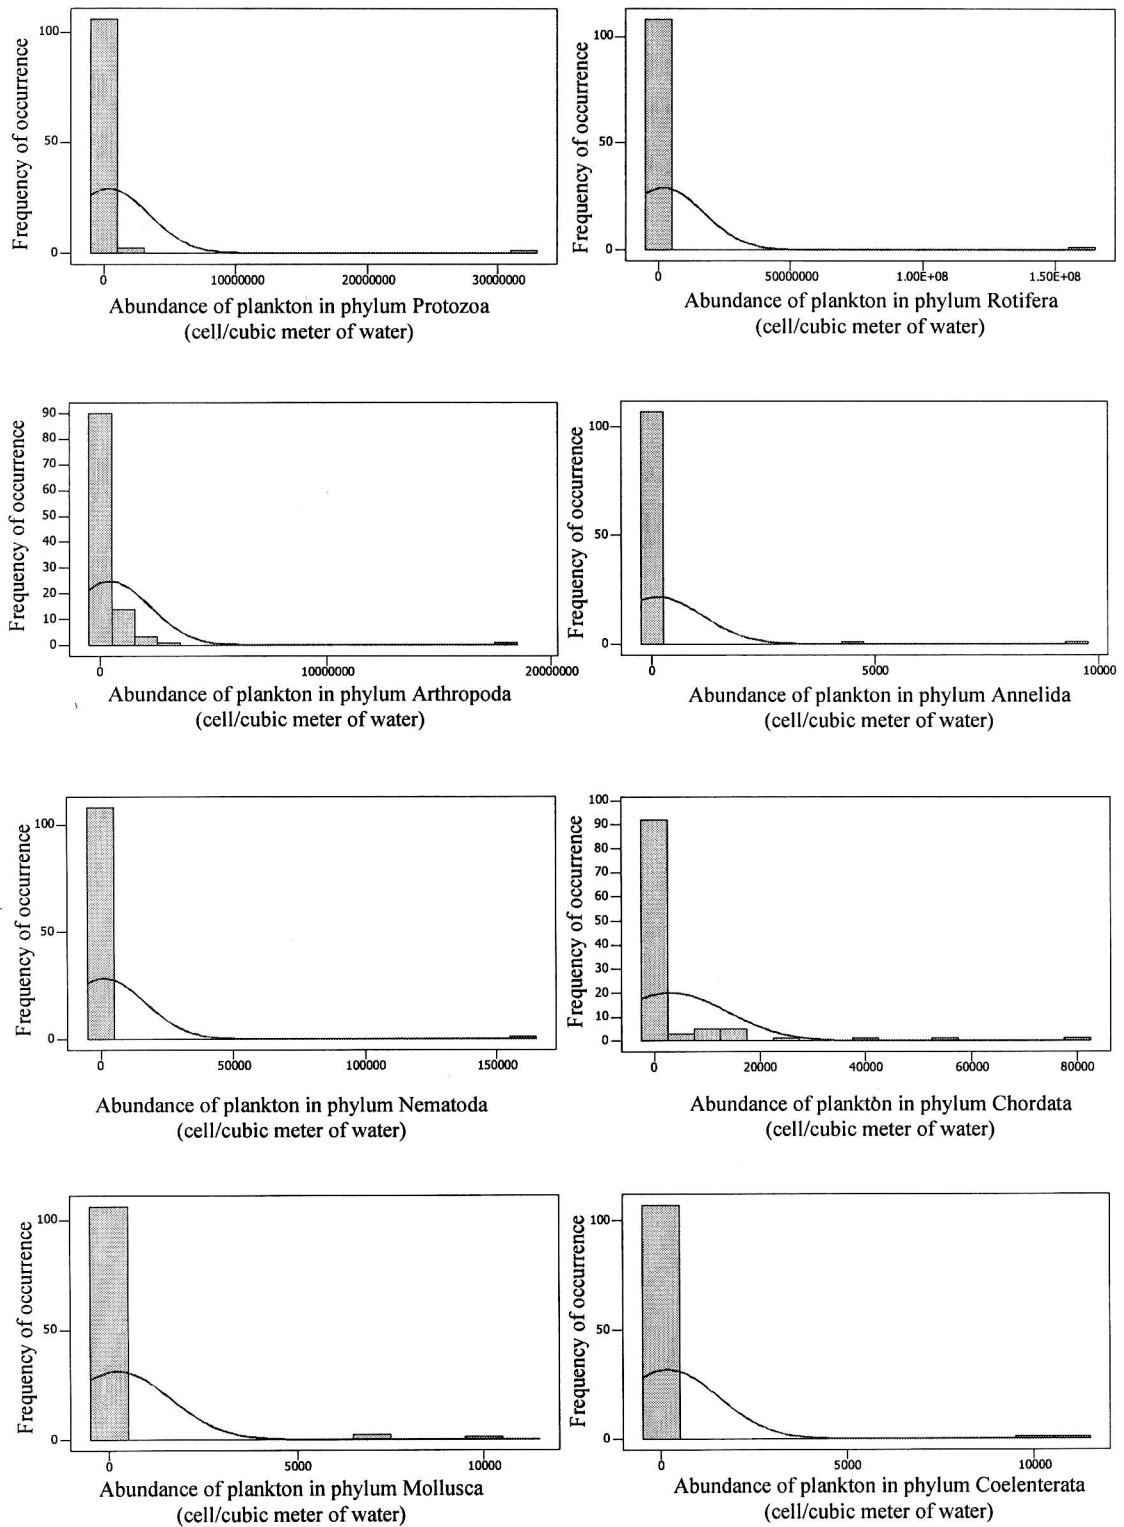 Frequency of occurrence
100
50
0
0
10000000
20000000
30000000
Abundance of plankton in phylum Protozoa
(cell/cubic meter of water)
Frequency of occurrence
100
50
0
0
50000000
1.00E+08
1.50E+08
Abundance of plankton in phylum Rotifera
(cell/cubic meter of water)
Frequency of occurrence
90
80
70
60
50
40
30
20
10
0
0
10000000
20000000
Abundance of plankton in phylum Arthropoda
(cell/cubic meter of water)
Frequency of occurrence
100
50
0
0
5000
10000
Abundance of plankton in phylum Annelida
(cell/cubic meter of water)
Frequency of occurrence
100
50
0
0
50000
100000
150000
Abundance of plankton in phylum Nematoda
(cell/cubic meter of water)
Frequency of occurrence
100
90
80
70
60
50
40
30
20
10
0
0
20000
40000
60000
80000
Abundance of plankton in phylum Chordata
(cell/cubic meter of water)
Frequency of occurrence
100
50
0
0
5000
10000
Abundance of plankton in phylum Mollusca
(cell/cubic meter of water)
Frequency of occurrence
100
50
0
0
5000
10000
Abundance of plankton in phylum Coelenterata
(cell/cubic meter of water)